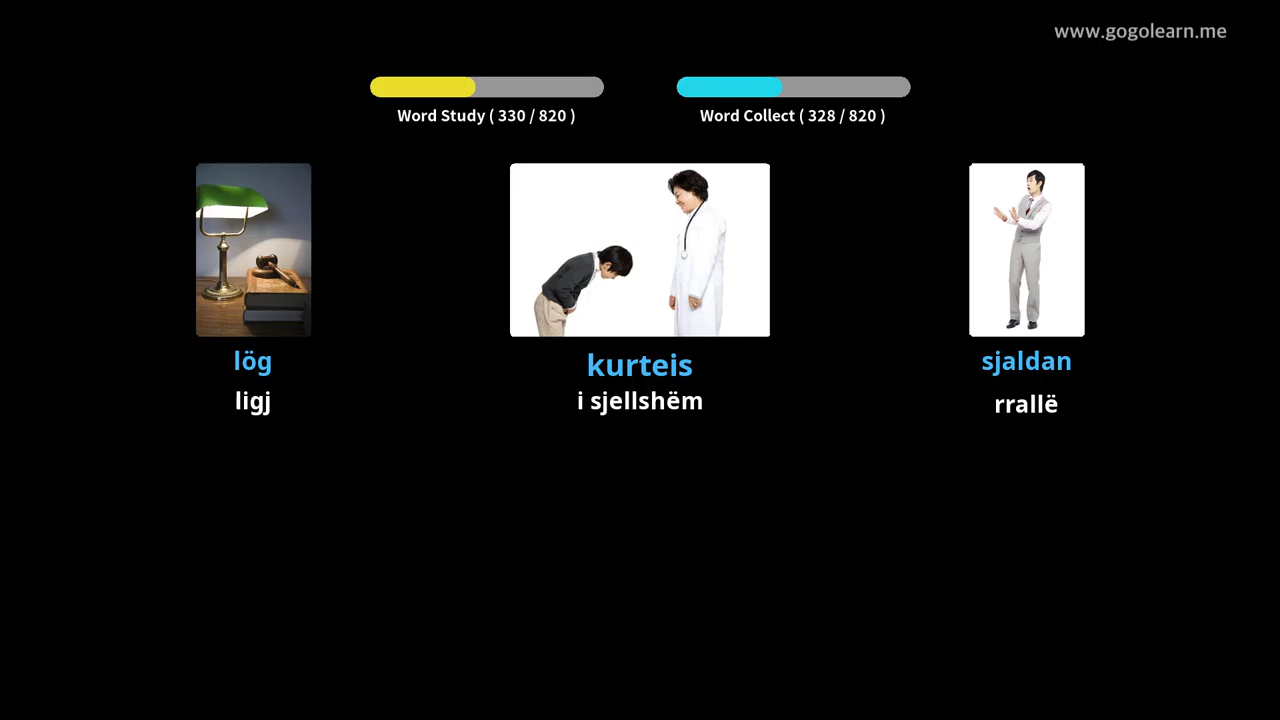 www.gogolearn.me
Word Study ( 330 / 820 )
Word Collect ( 328 / 820 )
lög
ligj
kurteis
i sjellshëm
sjaldan
rrallë